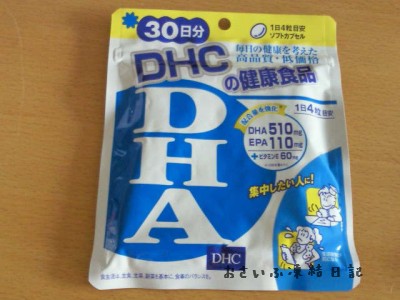 30日分
1日4粒目安
ソフトカプセル
毎日の健康を考えた
高品質・低価格
DHCの健康食品
DHA
1日4粒目安
DHA 510mg
EPA 110mg
+ビタミンE 60mg
集中したい人に!
DHC
おさいふ凍結日記